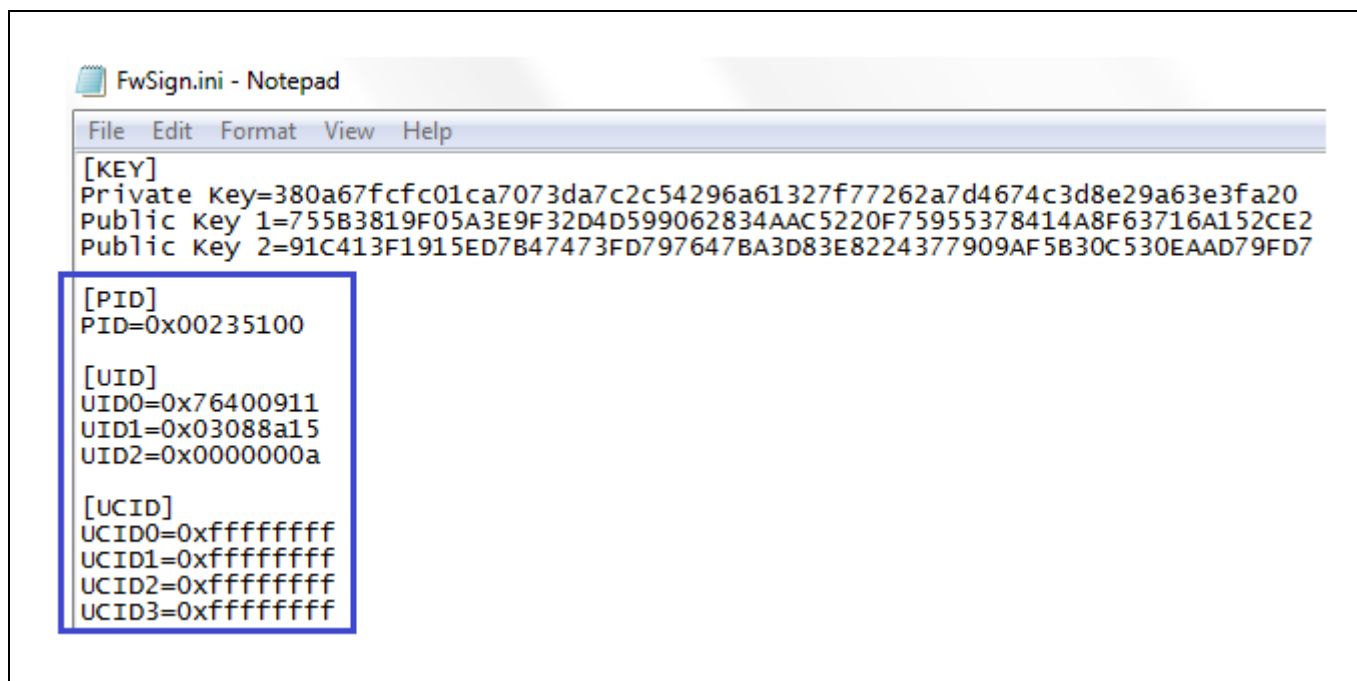 FwSign.ini - Notepad
File Edit Format View Help
[KEY]
Private Key=380a67fcfc01ca7073da7c2c54296a61327f77262a7d4674c3d8e29a63e3fa20
Public Key 1=755B3819F05A3E9F32D4D599062834AAC5220F75955378414A8F63716A152CE2
Public Key 2=91C413F1915ED7B47473FD797647BA3D83E8224377909AF5B30C530EAAD79FD7
[PID]
PID=0x00235100
[UID]
UID0=0x76400911
UID1=0x03088a15
UID2=0x0000000a
[UCID]
UCID0=0xffffffff
UCID1=0xffffffff
UCID2=0xffffffff
UCID3=0xffffffff